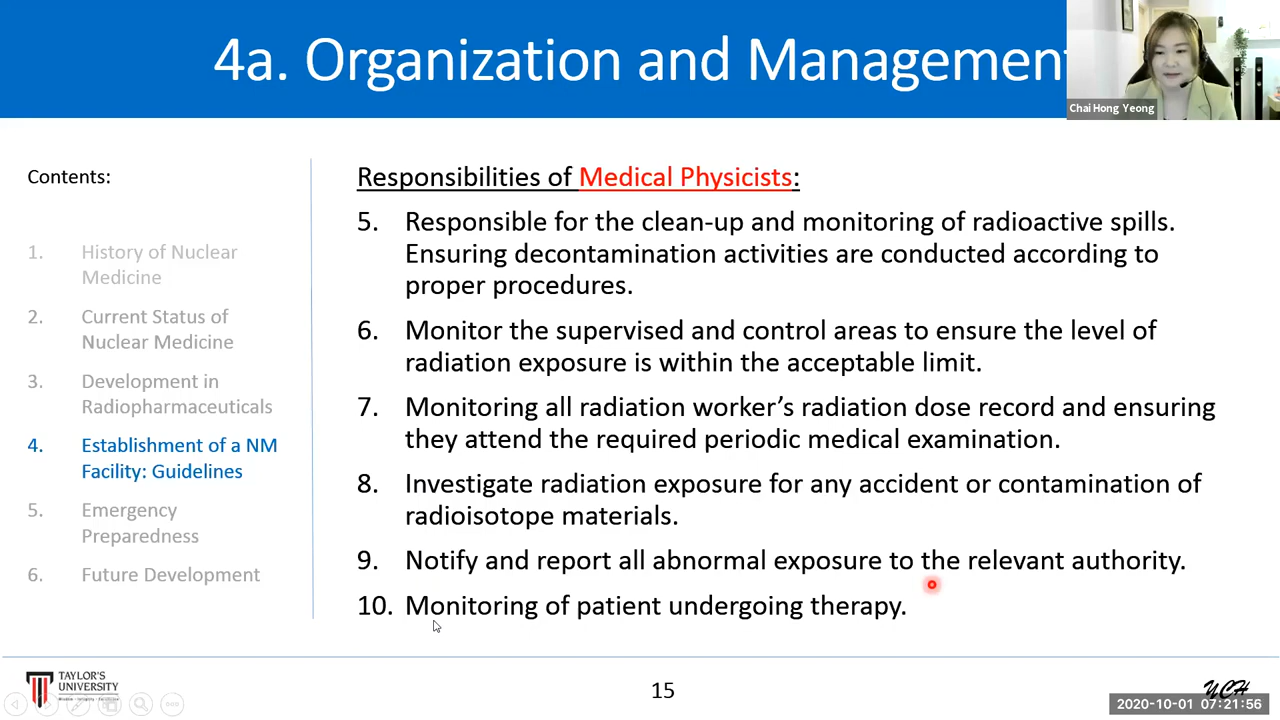 4a. Organization and Management
Chai Hong Yeong
Contents:
1. History of Nuclear
Medicine
2. Current Status of
Nuclear Medicine
3. Development in
Radiopharmaceuticals
4. Establishment of a NM
Facility: Guidelines
5. Emergency
Preparedness
6. Future Development
Responsibilities of Medical Physicists:
5. Responsible for the clean-up and monitoring of radioactive spills.
Ensuring decontamination activities are conducted according to
proper procedures.
6. Monitor the supervised and control areas to ensure the level of
radiation exposure is within the acceptable limit.
7. Monitoring all radiation worker’s radiation dose record and ensuring
they attend the required periodic medical examination.
8. Investigate radiation exposure for any accident or contamination of
radioisotope materials.
9. Notify and report all abnormal exposure to the relevant authority.
10. Monitoring of patient undergoing therapy.
TAYLOR'S
UNIVERSITY
15
YCH
2020-10-01 07:21:56